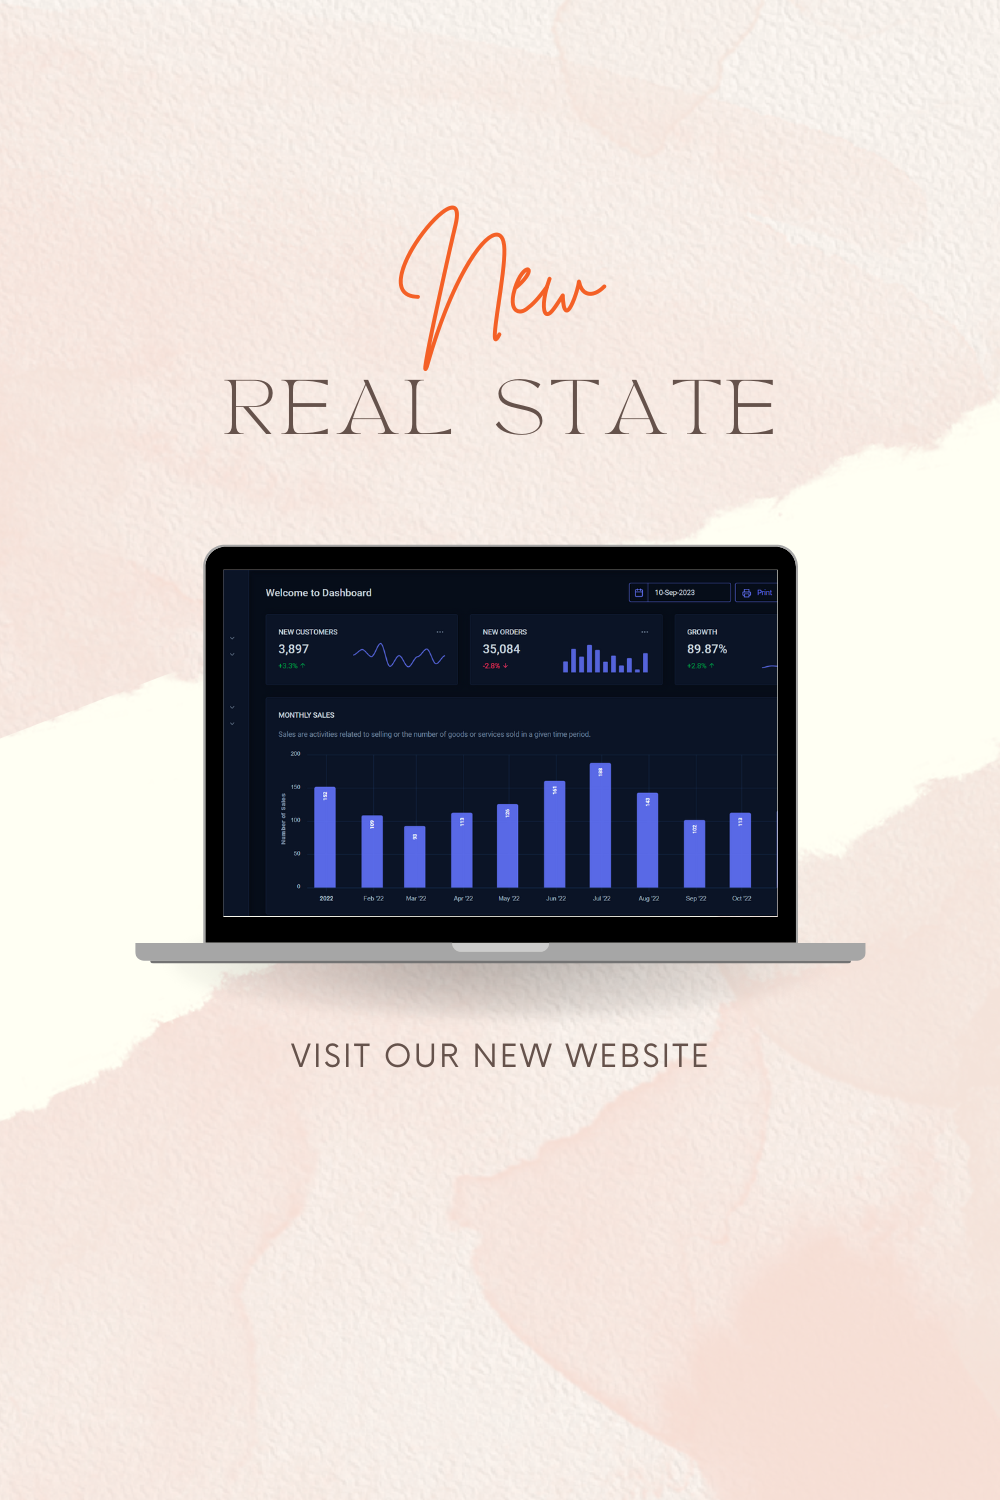 New
REAL STATE
Welcome to Dashboard
10-Sep-2023
Print
NEW CUSTOMERS
3,897
+3.3% ↑
NEW ORDERS
35,084
-2.8% ↓
GROWTH
89.87%
+2.8% ↑
MONTHLY SALES
Sales are activities related to selling or the number of goods or services sold in a given time period.
Number of Sales
200
150
100
50
0
152
109
93
113
126
161
188
143
102
113
2022
Feb '22
Mar '22
Apr '22
May '22
Jun '22
Jul '22
Aug '22
Sep '22
Oct '22
VISIT OUR NEW WEBSITE